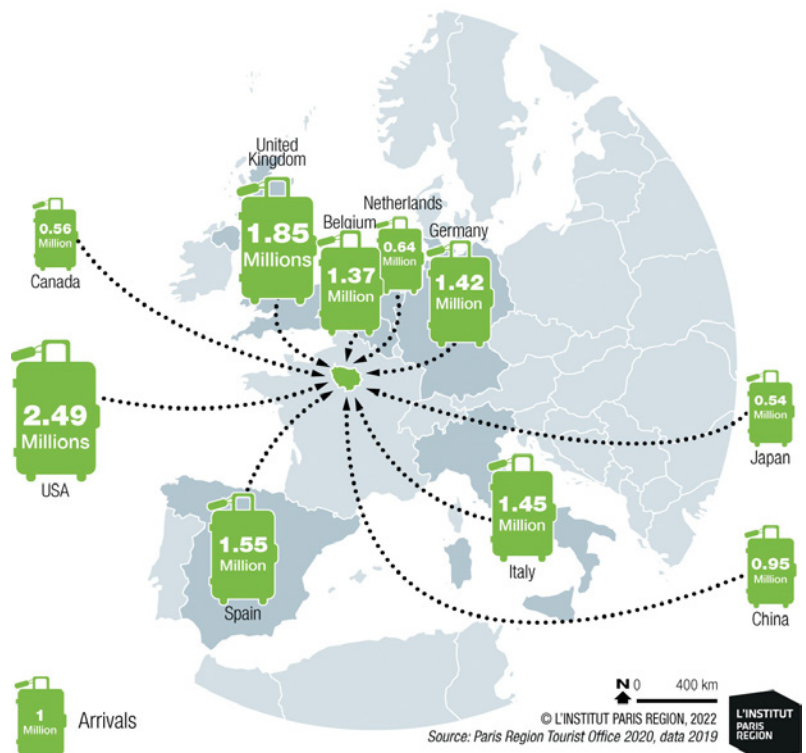 United
Kingdom
1.85
Millions
Netherlands
0.64
Million
Belgium
1.37
Million
Germany
1.42
Million
0.56
Million
Canada
2.49
Millions
USA
0.54
Million
Japan
1.45
Million
Italy
1.55
Million
Spain
0.95
Million
China
1
Million
Arrivals
N 0 400 km
© L'INSTITUT PARIS REGION, 2022
Source: Paris Region Tourist Office 2020, data 2019
L'INSTITUT
PARIS
REGION